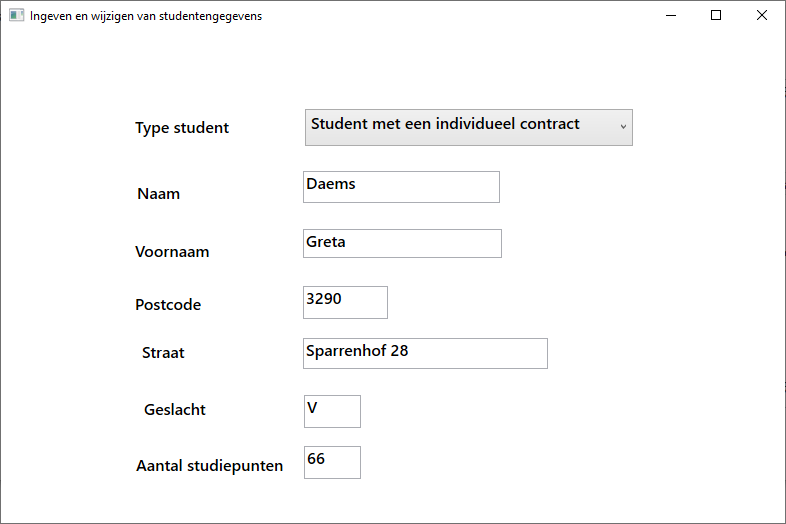 Ingeven en wijzigen van studentengegevens
Type student
Student met een individueel contract
Naam
Daems
Voornaam
Greta
Postcode
3290
Straat
Sparrenhof 28
Geslacht
V
Aantal studiepunten
66